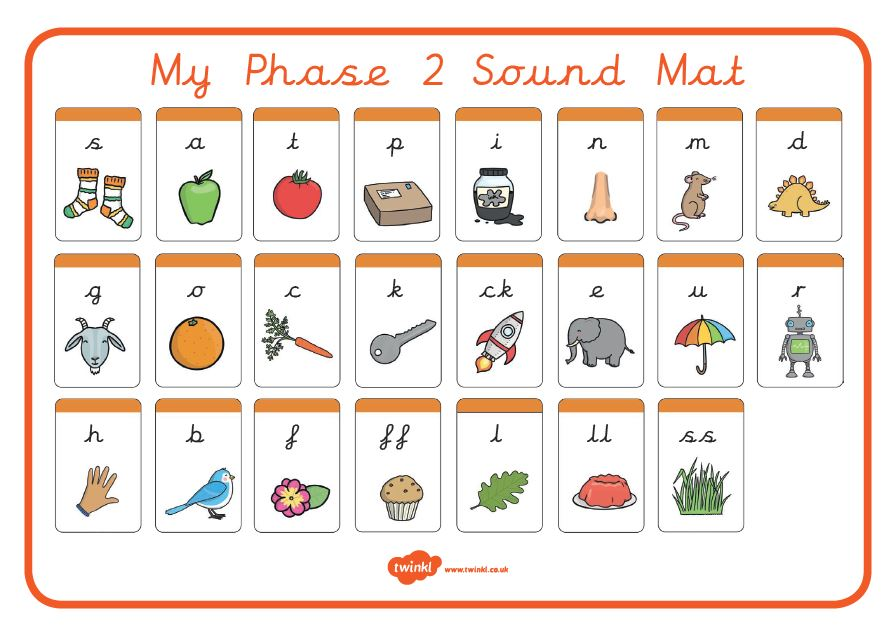 My Phase 2 Sound Mat
s a t p i n m d
g o c k ck e u r
h b f ff l ll ss
twinkl www.twinkl.co.uk